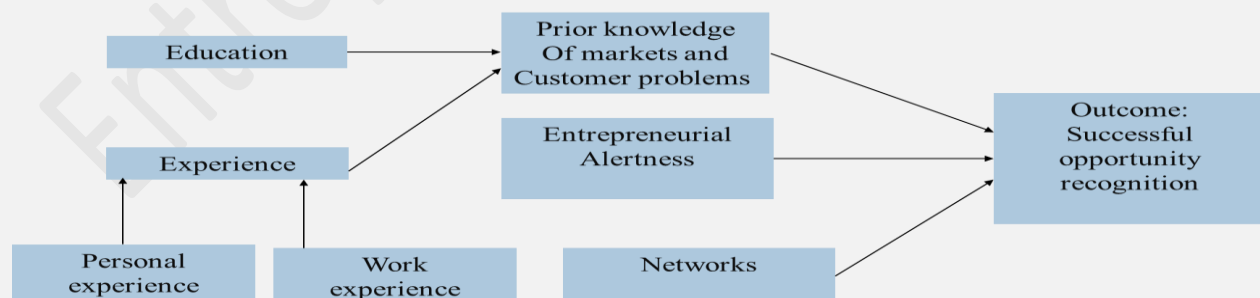 Education
Prior knowledge
Of markets and
Customer problems
Outcome:
Successful
opportunity
recognition
Entrepreneurial
Alertness
Experience
Personal
experience
Work
experience
Networks
Entre